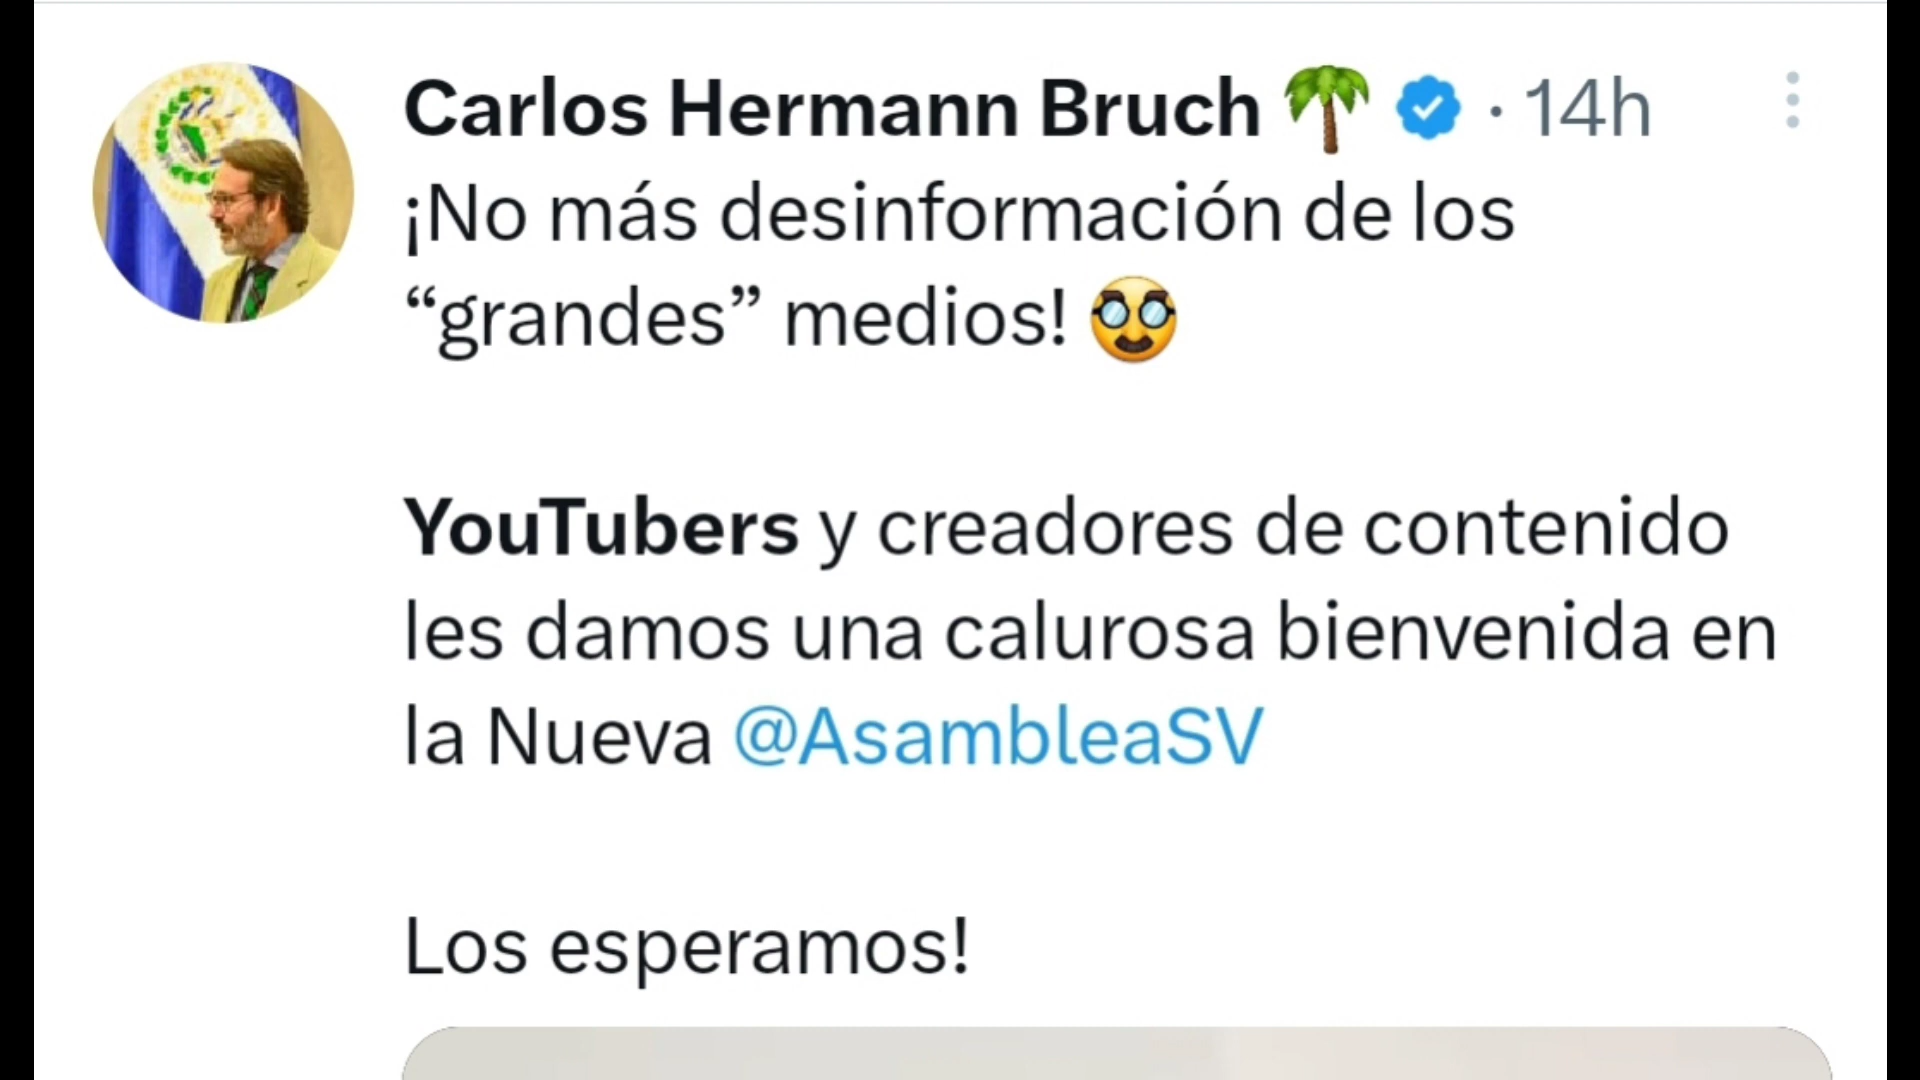 Carlos Hermann Bruch 🌴 · 14h
¡No más desinformación de los
“grandes” medios! 🥸
YouTubers y creadores de contenido
les damos una calurosa bienvenida en
la Nueva @AsambleaSV
Los esperamos!